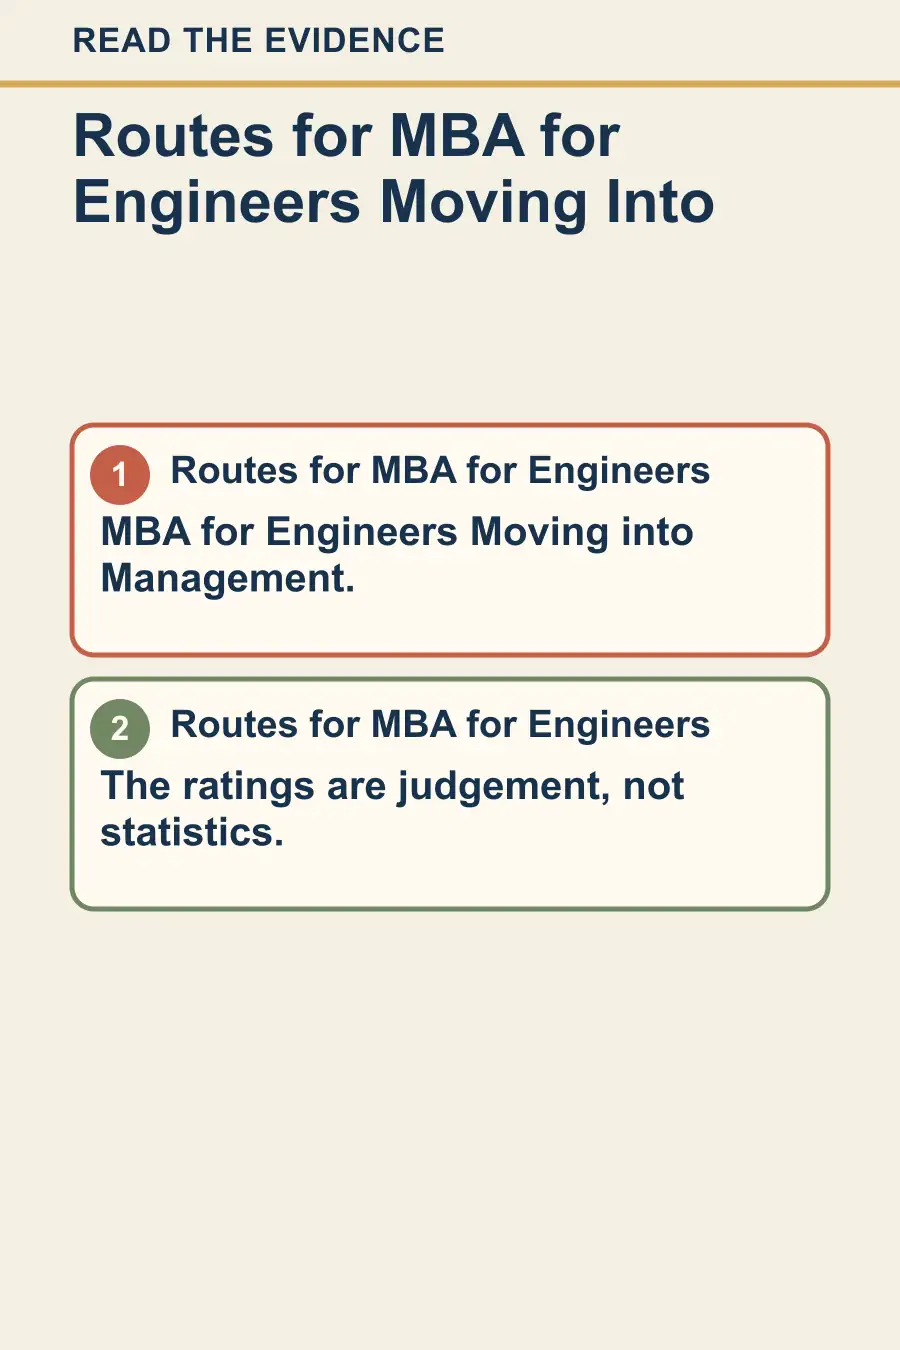 READ THE EVIDENCE
Routes for MBA for
Engineers Moving Into
1 Routes for MBA for Engineers
MBA for Engineers Moving into
Management.
2 Routes for MBA for Engineers
The ratings are judgement, not
statistics.